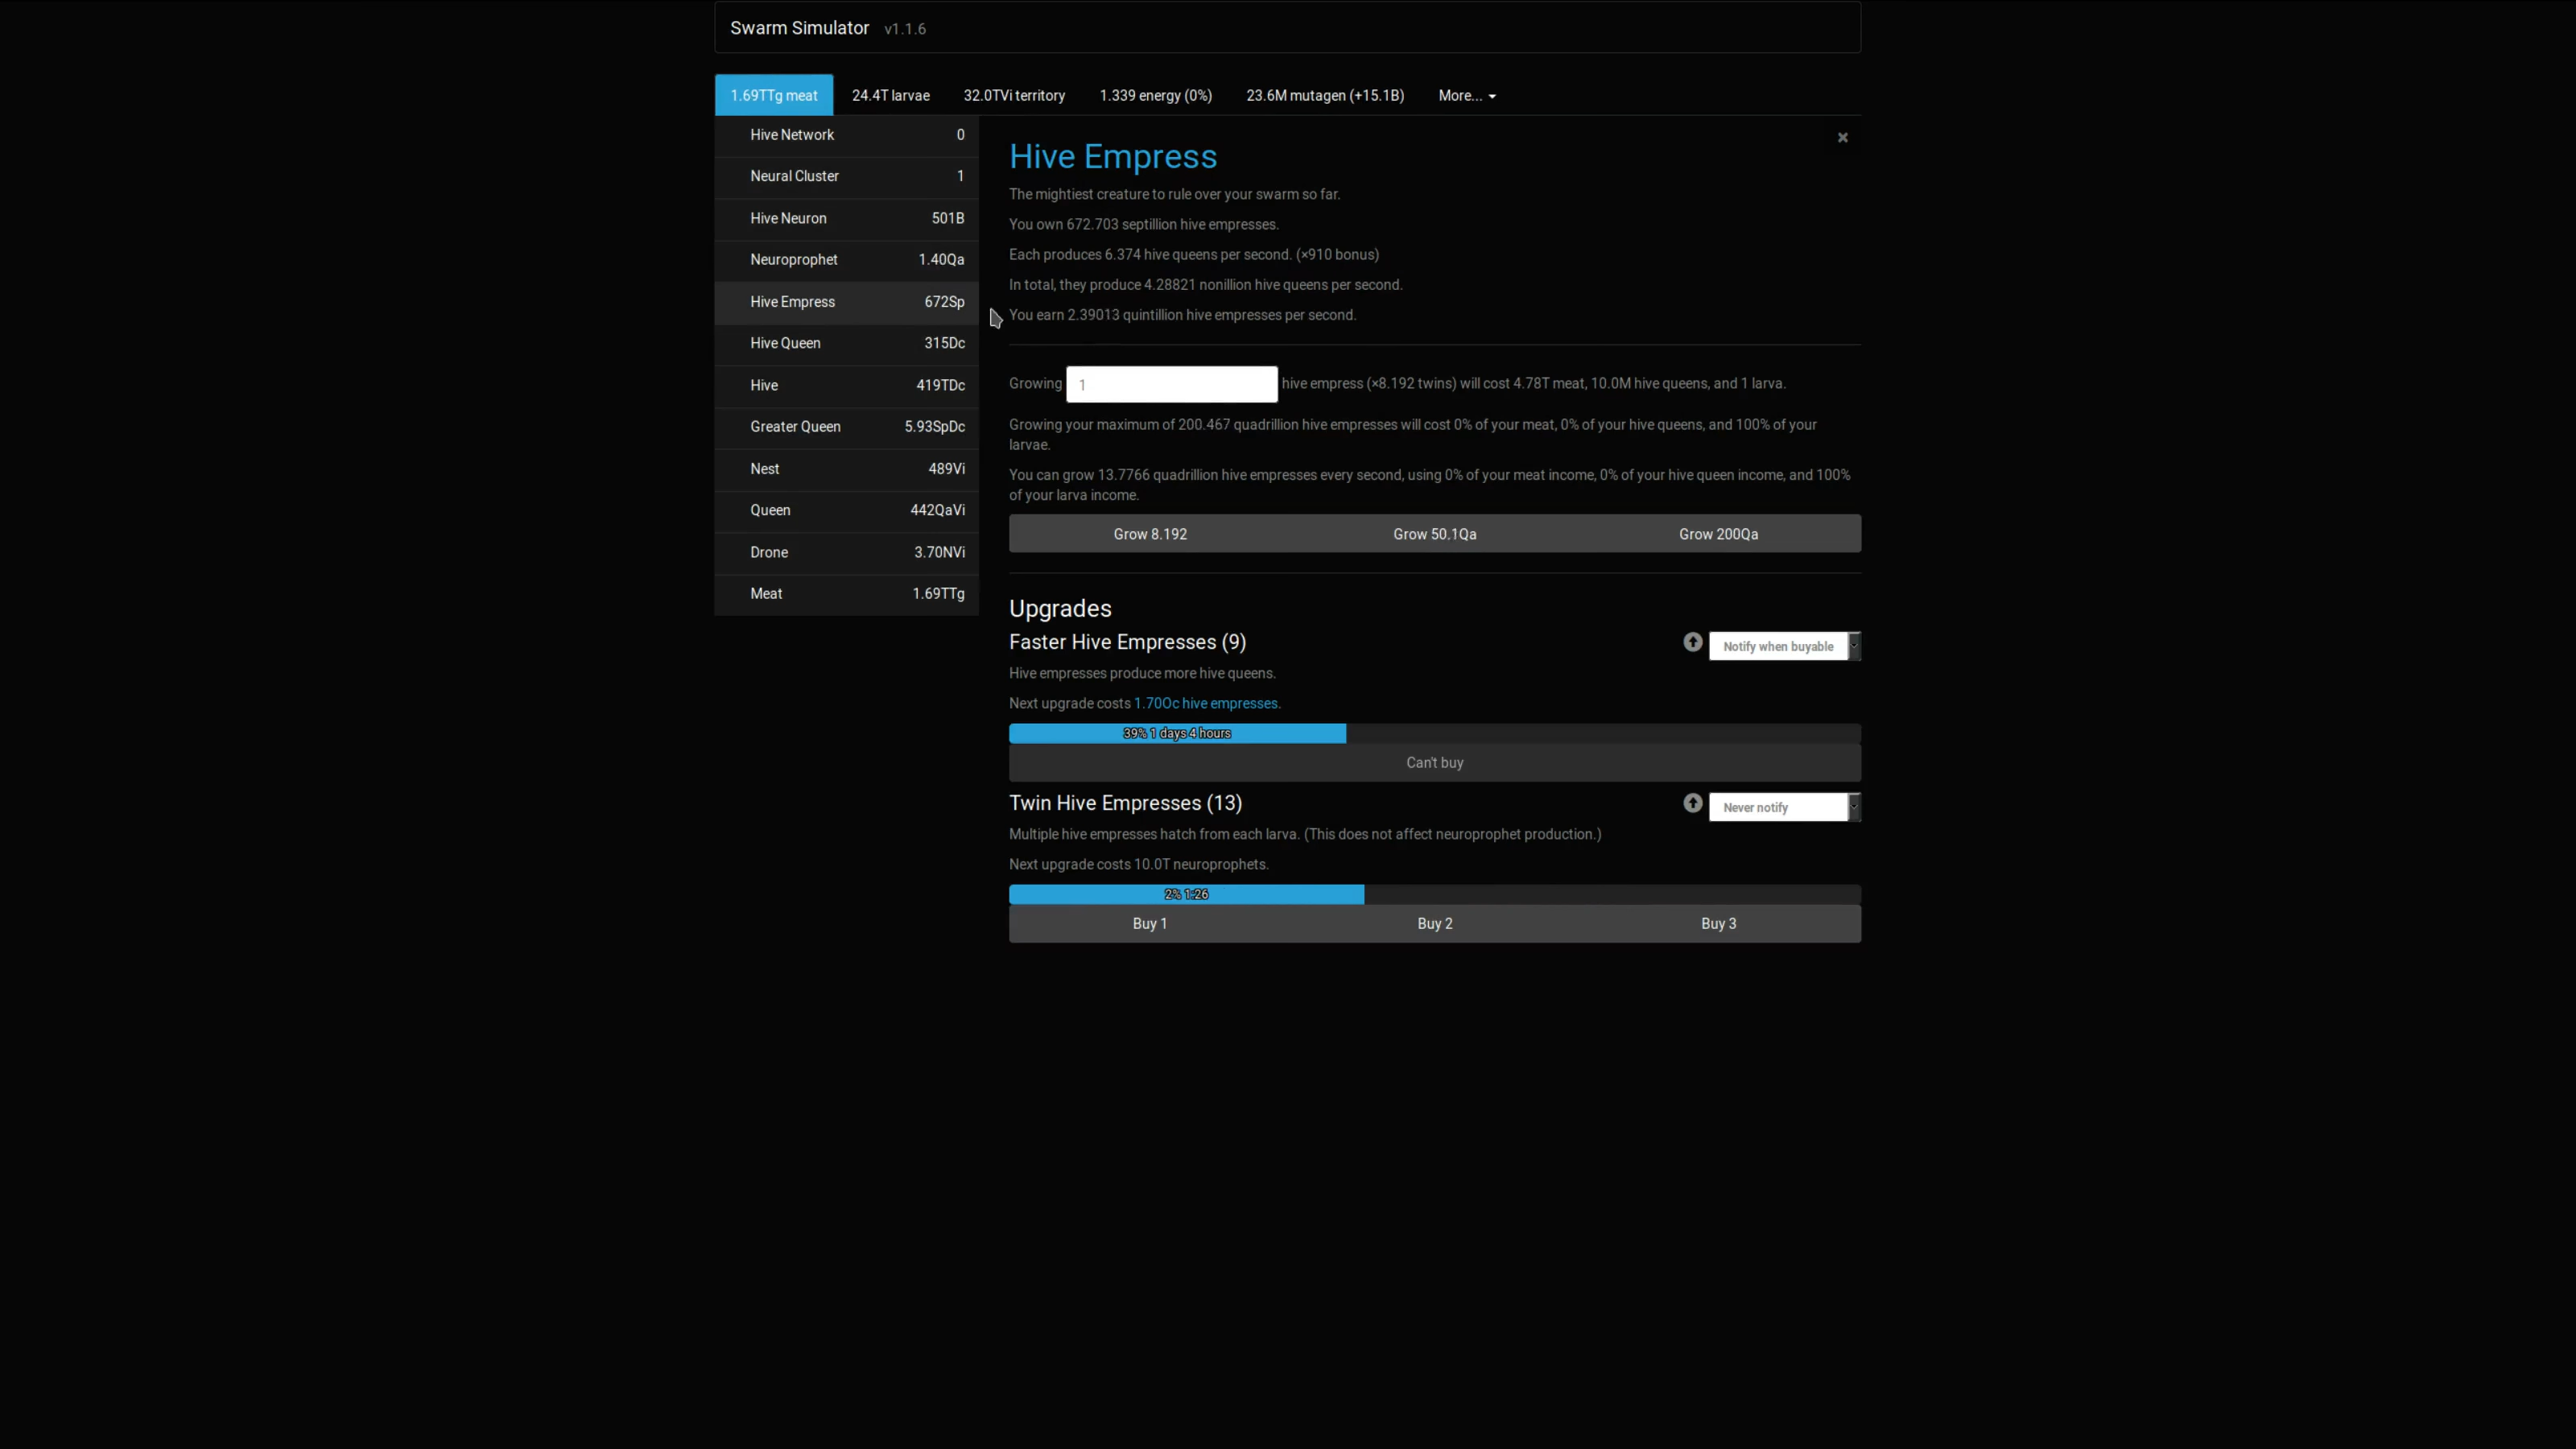 Swarm Simulator v1.1.6
1.69TTg meat 24.4T larvae 32.0TVi territory 1.339 energy (0%) 23.6M mutagen (+15.1B) More...
Hive Network 0
Neural Cluster 1
Hive Neuron 501B
Neuroprophet 1.40Qa
Hive Empress 672Sp
Hive Queen 315Dc
Hive 419TDc
Greater Queen 5.93SpDc
Nest 489Vi
Queen 442QaVi
Drone 3.70NVi
Meat 1.69TTg
×
Hive Empress
The mightiest creature to rule over your swarm so far.
You own 672.703 septillion hive empresses.
Each produces 6.374 hive queens per second. (×910 bonus)
In total, they produce 4.28821 nonillion hive queens per second.
You earn 2.39013 quintillion hive empresses per second.
Growing 1 hive empress (×8.192 twins) will cost 4.78T meat, 10.0M hive queens, and 1 larva.
Growing your maximum of 200.467 quadrillion hive empresses will cost 0% of your meat, 0% of your hive queens, and 100% of your
larvae.
You can grow 13.7766 quadrillion hive empresses every second, using 0% of your meat income, 0% of your hive queen income, and 100%
of your larva income.
Grow 8.192 Grow 50.1Qa Grow 200Qa
Upgrades
Faster Hive Empresses (9) Notify when buyable
Hive empresses produce more hive queens.
Next upgrade costs 1.70Oc hive empresses.
39% 1 days 4 hours
Can't buy
Twin Hive Empresses (13) Never notify
Multiple hive empresses hatch from each larva. (This does not affect neuroprophet production.)
Next upgrade costs 10.0T neuroprophets.
2% 1:26
Buy 1 Buy 2 Buy 3